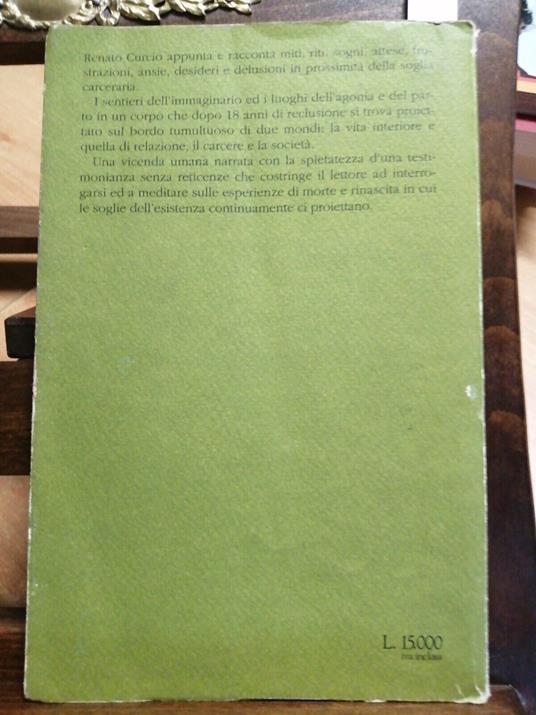 Renato Curcio appunta e racconta miti, riti, sogni, attese, fru-
strazioni, ansie, desideri e delusioni in prossimità della soglia
carceraria.
I sentieri dell'immaginario ed i luoghi dell'agonia e del par-
to in un corpo che dopo 18 anni di reclusione si trova proiet-
tato sul bordo tumultuoso di due mondi: la vita interiore e
quella di relazione, il carcere e la società.
Una vicenda umana narrata con la spietatezza d'una testi-
monianza senza reticenze che costringe il lettore ad interro-
garsi ed a meditare sulle esperienze di morte e rinascita in cui
le soglie dell'esistenza continuamente ci proiettano.
L. 15.000
iva inclusa